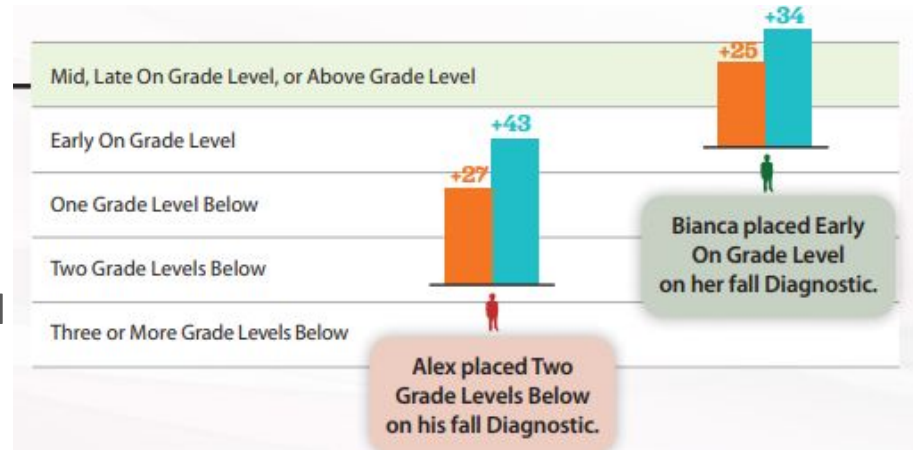 +34
+25
Mid, Late On Grade Level, or Above Grade Level
+43
Early On Grade Level
+27
One Grade Level Below
Bianca placed Early
On Grade Level
on her fall Diagnostic.
Two Grade Levels Below
Three or More Grade Levels Below
Alex placed Two
Grade Levels Below
on his fall Diagnostic.